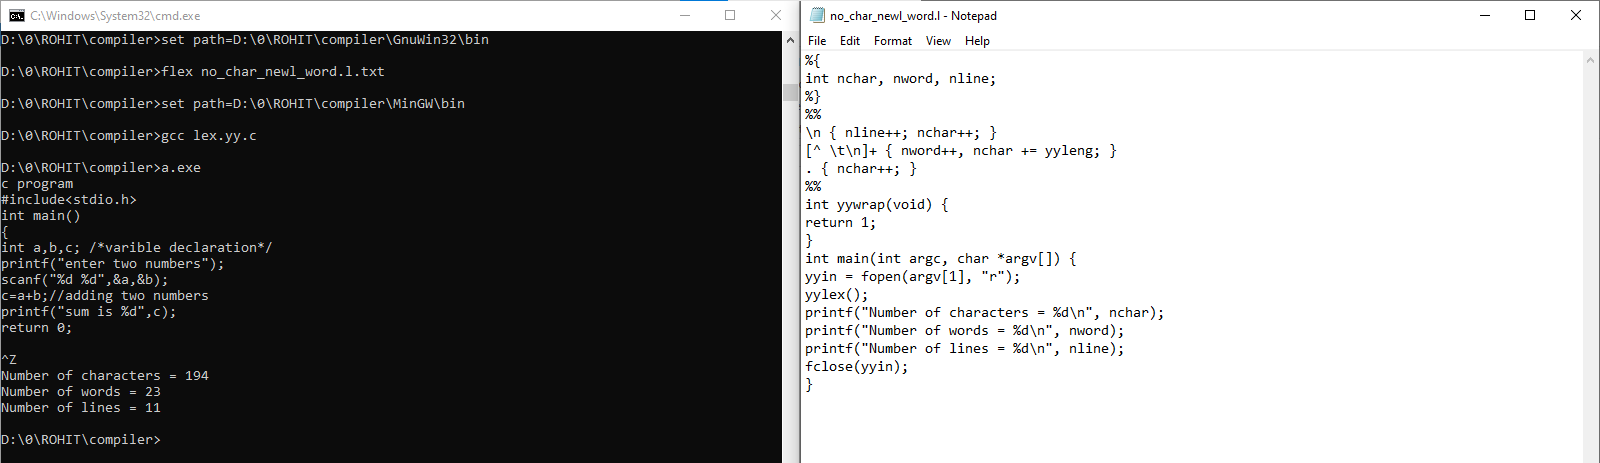 C:\Windows\System32\cmd.exe
D:\0\ROHIT\compiler>set path=D:\0\ROHIT\compiler\GnuWin32\bin
D:\0\ROHIT\compiler>flex no_char_newl_word.l.txt
D:\0\ROHIT\compiler>set path=D:\0\ROHIT\compiler\MinGW\bin
D:\0\ROHIT\compiler>gcc lex.yy.c
D:\0\ROHIT\compiler>a.exe
c program
#include<stdio.h>
int main()
{
int a,b,c; /*varible declaration*/
printf("enter two numbers");
scanf("%d %d",&a,&b);
c=a+b;//adding two numbers
printf("sum is %d",c);
return 0;
^Z
Number of characters = 194
Number of words = 23
Number of lines = 11
D:\0\ROHIT\compiler>
no_char_newl_word.l - Notepad
File Edit Format View Help
%{
int nchar, nword, nline;
%}
%%
\n { nline++; nchar++; }
[^ \t\n]+ { nword++, nchar += yyleng; }
. { nchar++; }
%%
int yywrap(void) {
return 1;
}
int main(int argc, char *argv[]) {
yyin = fopen(argv[1], "r");
yylex();
printf("Number of characters = %d\n", nchar);
printf("Number of words = %d\n", nword);
printf("Number of lines = %d\n", nline);
fclose(yyin);
}